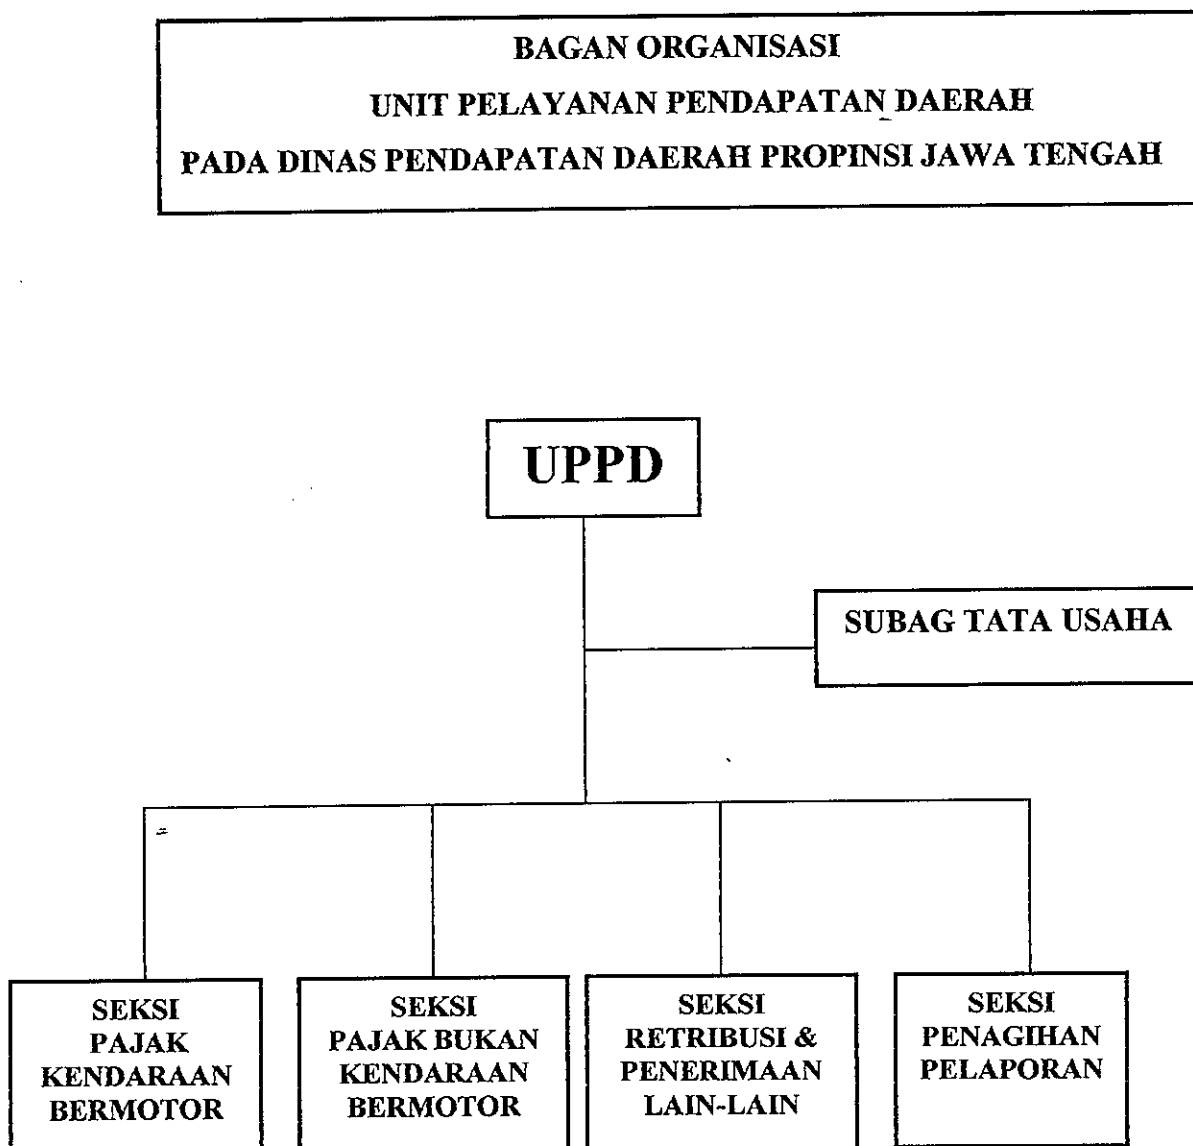 BAGAN ORGANISASI
UNIT PELAYANAN PENDAPATAN DAERAH
PADA DINAS PENDAPATAN DAERAH PROPINSI JAWA TENGAH
UPPD
SUBAG TATA USAHA
SEKSI
PAJAK
KENDARAAN
BERMOTOR
SEKSI
PAJAK BUKAN
KENDARAAN
BERMOTOR
SEKSI
RETRIBUSI &
PENERIMAAN
LAIN-LAIN
SEKSI
PENAGIHAN
PELAPORAN